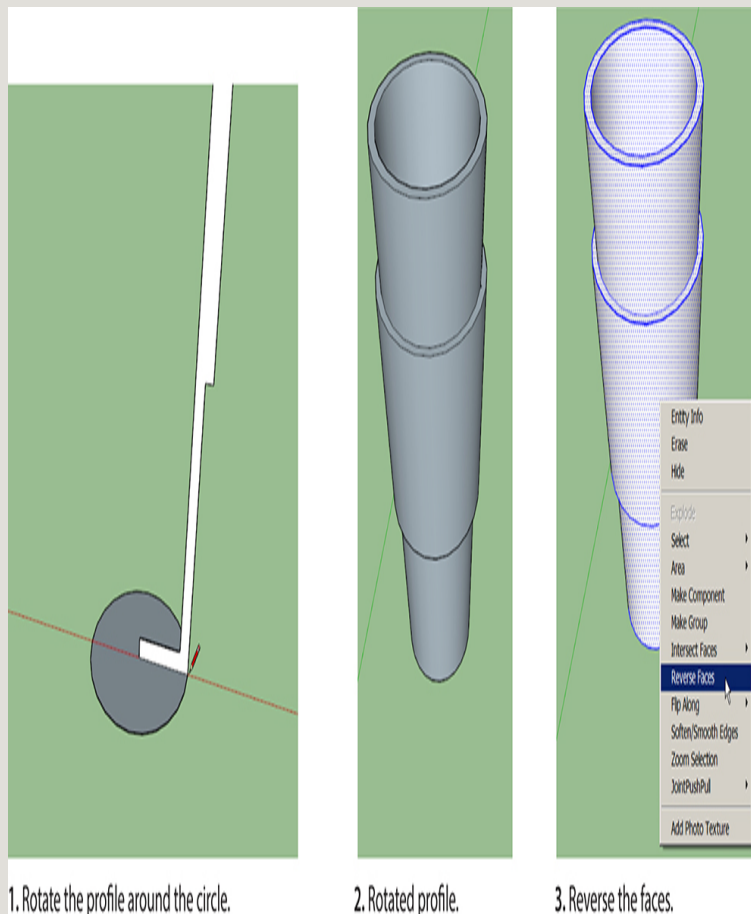 Entity Info
Erase
Hide
Explode
Select
Area
Make Component
Make Group
Intersect Faces
Reverse Faces
Flip Along
Soften/Smooth Edges
Zoom Selection
JointPushPull
Add Photo Texture
1. Rotate the profile around the circle.
2. Rotated profile.
3. Reverse the faces.